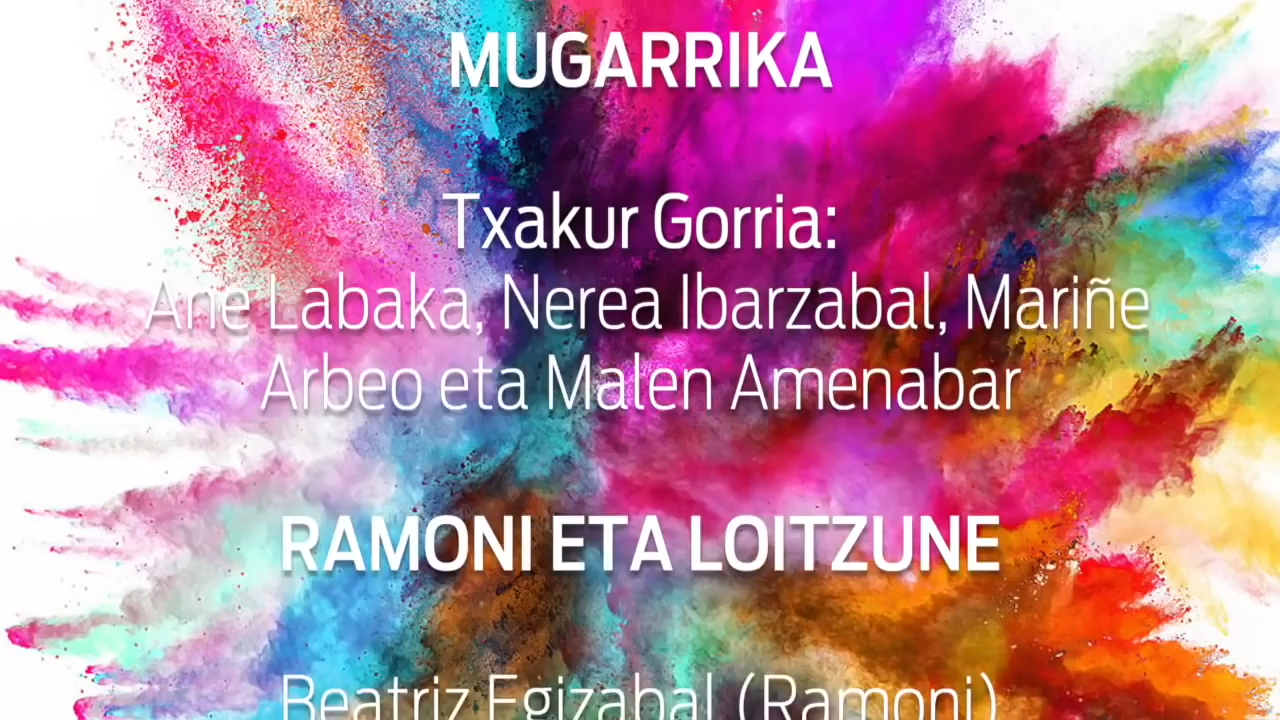 MUGARRIKA
Txakur Gorria:
Ane Labaka, Nerea Ibarzabal, Mariñe
Arbeo eta Malen Amenabar
RAMONI ETA LOITZUNE
Beatriz Egizabal (Ramoni)